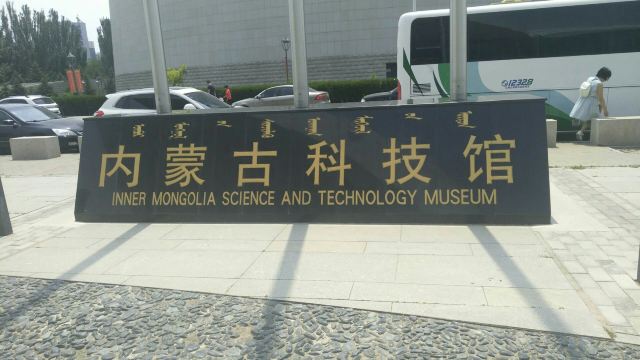 内蒙古科技馆
INNER MONGOLIA SCIENCE AND TECHNOLOGY MUSEUM
12328